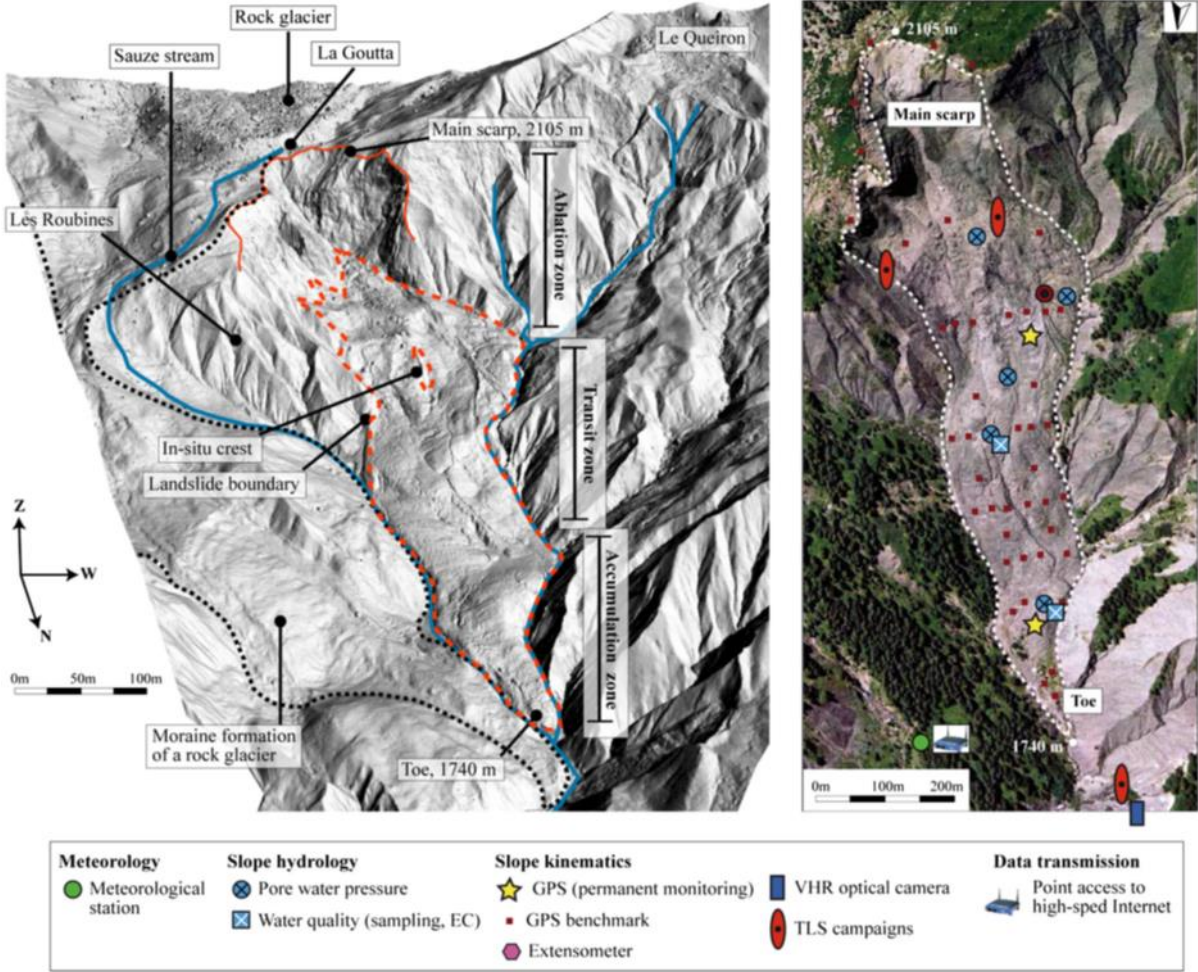 Rock glacier
Le Queiron
Sauze stream
La Goutta
Main scarp, 2105 m
Les Roubines
Ablation zone
In-situ crest
Landslide boundary
Transit zone
Z
W
N
0m 50m 100m
Accumulation zone
Moraine formation
of a rock glacier
Toe, 1740 m
2105 m
Main scarp
Toe
1740 m
0m 100m 200m
Meteorology
Meteorological
station
Slope hydrology
Pore water pressure
Water quality (sampling, EC)
Slope kinematics
GPS (permanent monitoring)
GPS benchmark
Extensometer
VHR optical camera
TLS campaigns
Data transmission
Point access to
high-sped Internet